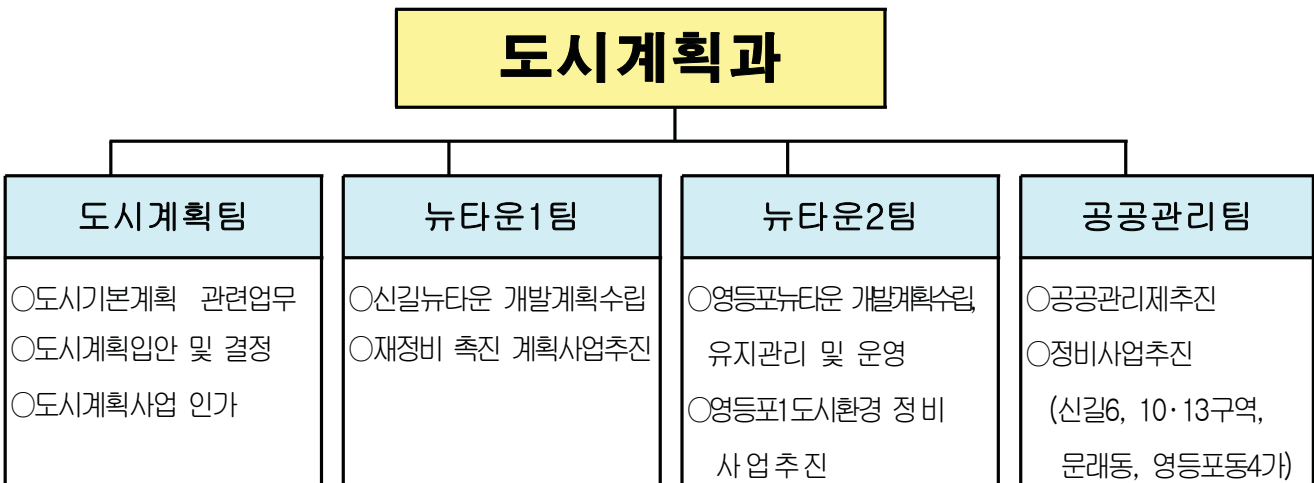 도시계획과
도시계획팀
○도시기본계획 관련업무
○도시계획입안 및 결정
○도시계획사업 인가
뉴타운1팀
○신길뉴타운 개발계획수립
○재정비 촉진 계획사업추진
뉴타운2팀
○영등포뉴타운 개발계획수립,
유지관리 및 운영
○영등포1도시환경 정비
사업추진
공공관리팀
○공공관리제추진
○정비사업추진
(신길6, 10·13구역,
문래동, 영등포동4가)